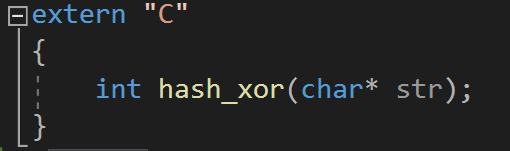 extern "C"
{
    int hash_xor(char* str);
}